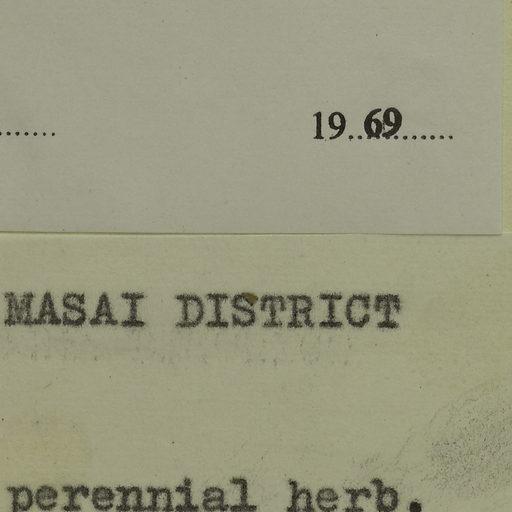 ........ 19..69......
MASAI DISTRICT
perennial herb.